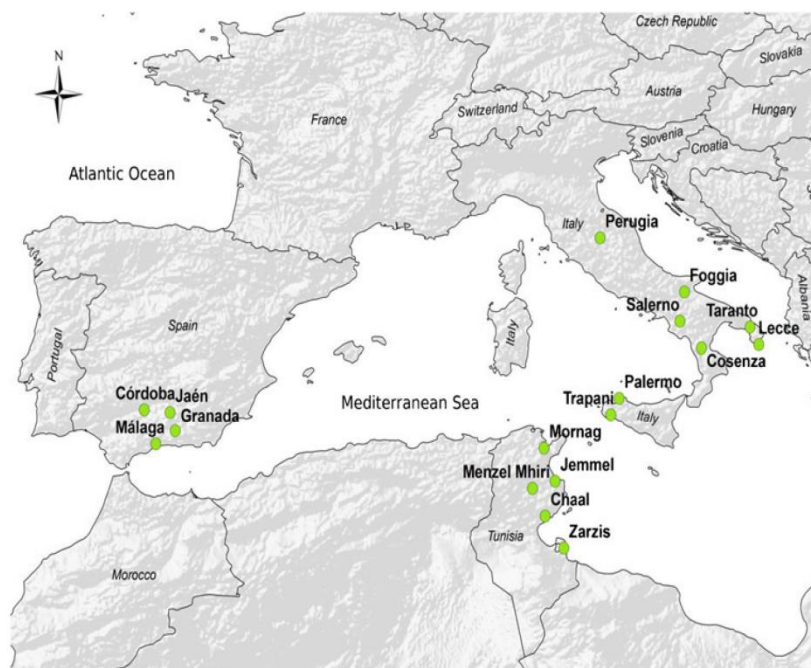 N
Czech Republic
Slovakia
Austria
Hungary
Switzerland
France
Slovenia
Croatia
Atlantic Ocean
Italy
Perugia
Albania
Foggia
Salerno
Taranto
Lecce
Cosenza
Italy
Spain
Portugal
Córdoba
Jaén
Granada
Málaga
Mediterranean Sea
Palermo
Trapani
Italy
Mornag
Menzel Mhiri
Jemmel
Chaal
Tunisia
Zarzis
Morocco